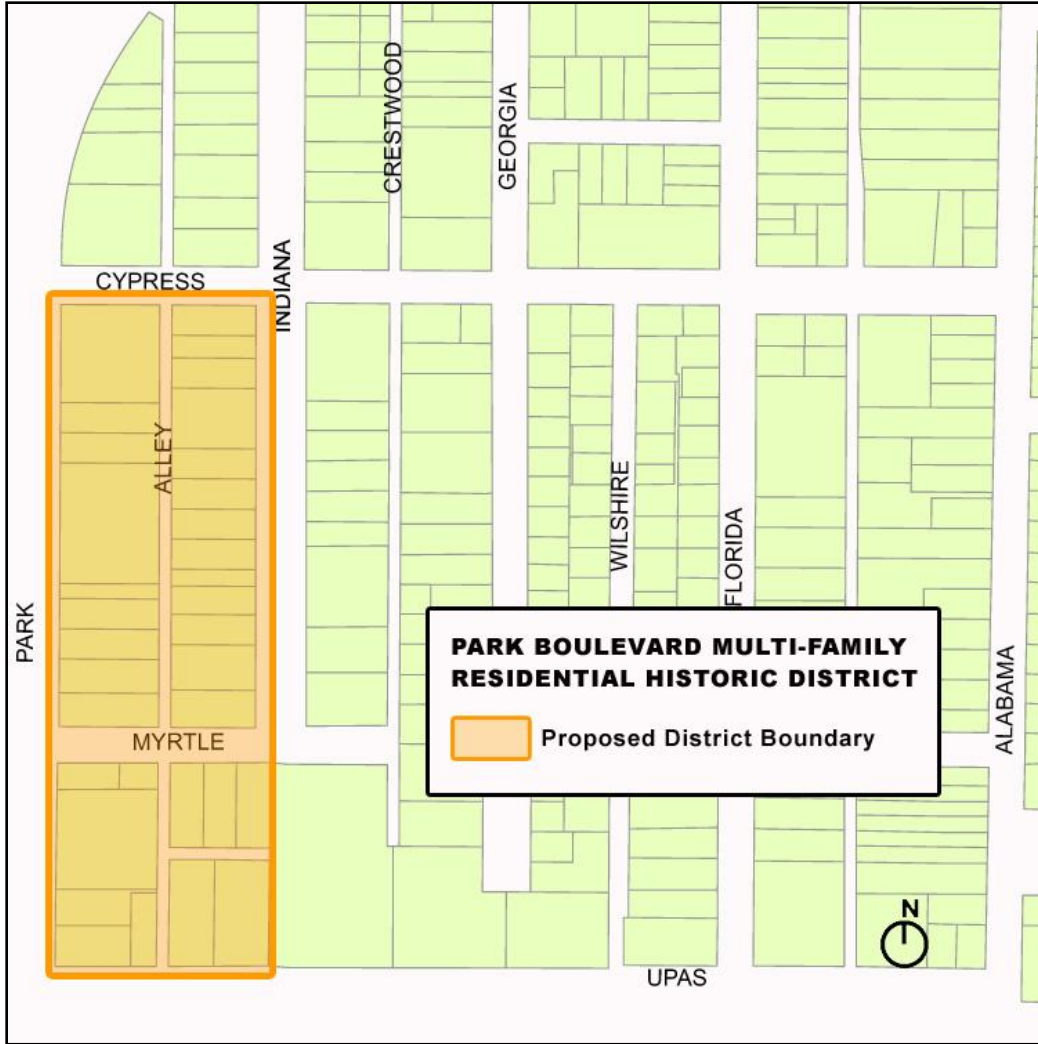 CRESTWOOD
GEORGIA
CYPRESS
INDIANA
ALLEY
WILSHIRE
FLORIDA
PARK
PARK BOULEVARD MULTI-FAMILY
RESIDENTIAL HISTORIC DISTRICT
Proposed District Boundary
ALABAMA
MYRTLE
N
UPAS